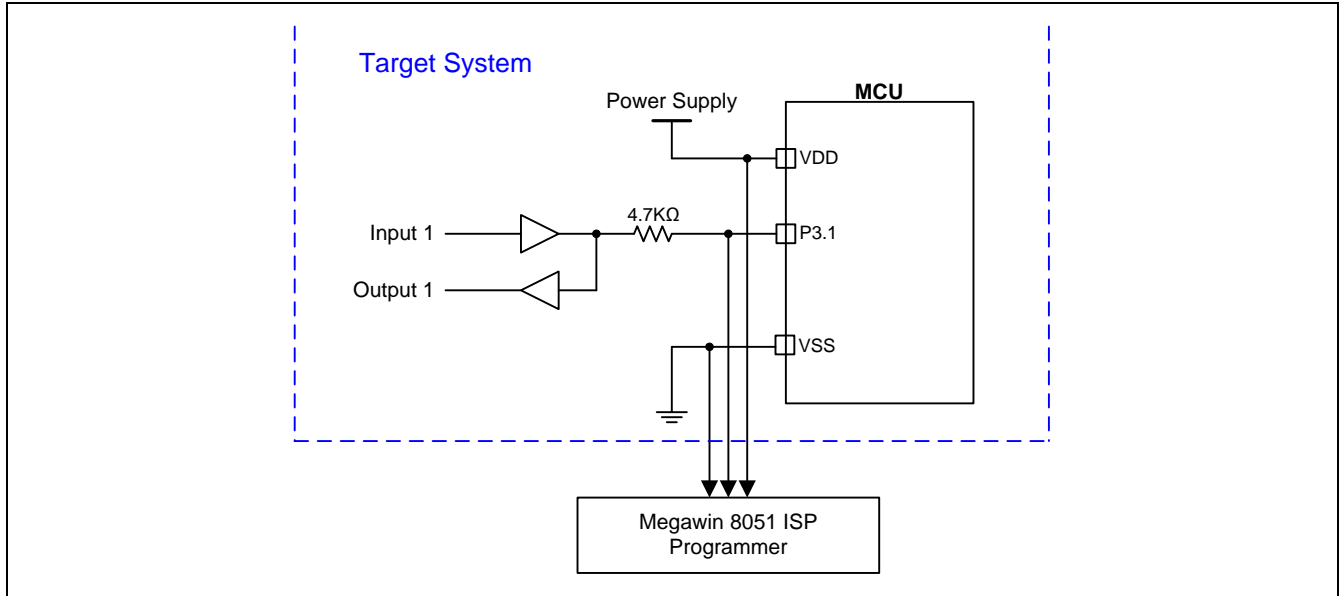 Target System
Power Supply
MCU
VDD
4.7KΩ
Input 1
P3.1
Output 1
VSS
Megawin 8051 ISP
Programmer